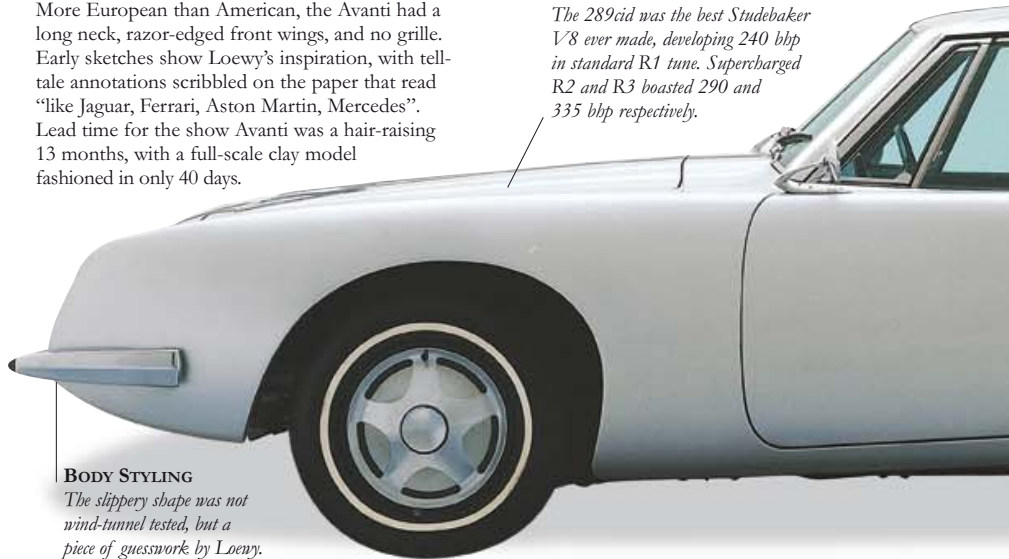 More European than American, the Avanti had a
long neck, razor-edged front wings, and no grille.
Early sketches show Loewy’s inspiration, with tell-
tale annotations scribbled on the paper that read
“like Jaguar, Ferrari, Aston Martin, Mercedes”.
Lead time for the show Avanti was a hair-raising
13 months, with a full-scale clay model
fashioned in only 40 days.
The 289cid was the best Studebaker
V8 ever made, developing 240 bhp
in standard R1 tune. Supercharged
R2 and R3 boasted 290 and
335 bhp respectively.
BODY STYLING
The slippery shape was not
wind-tunnel tested, but a
piece of guesswork by Loewy.